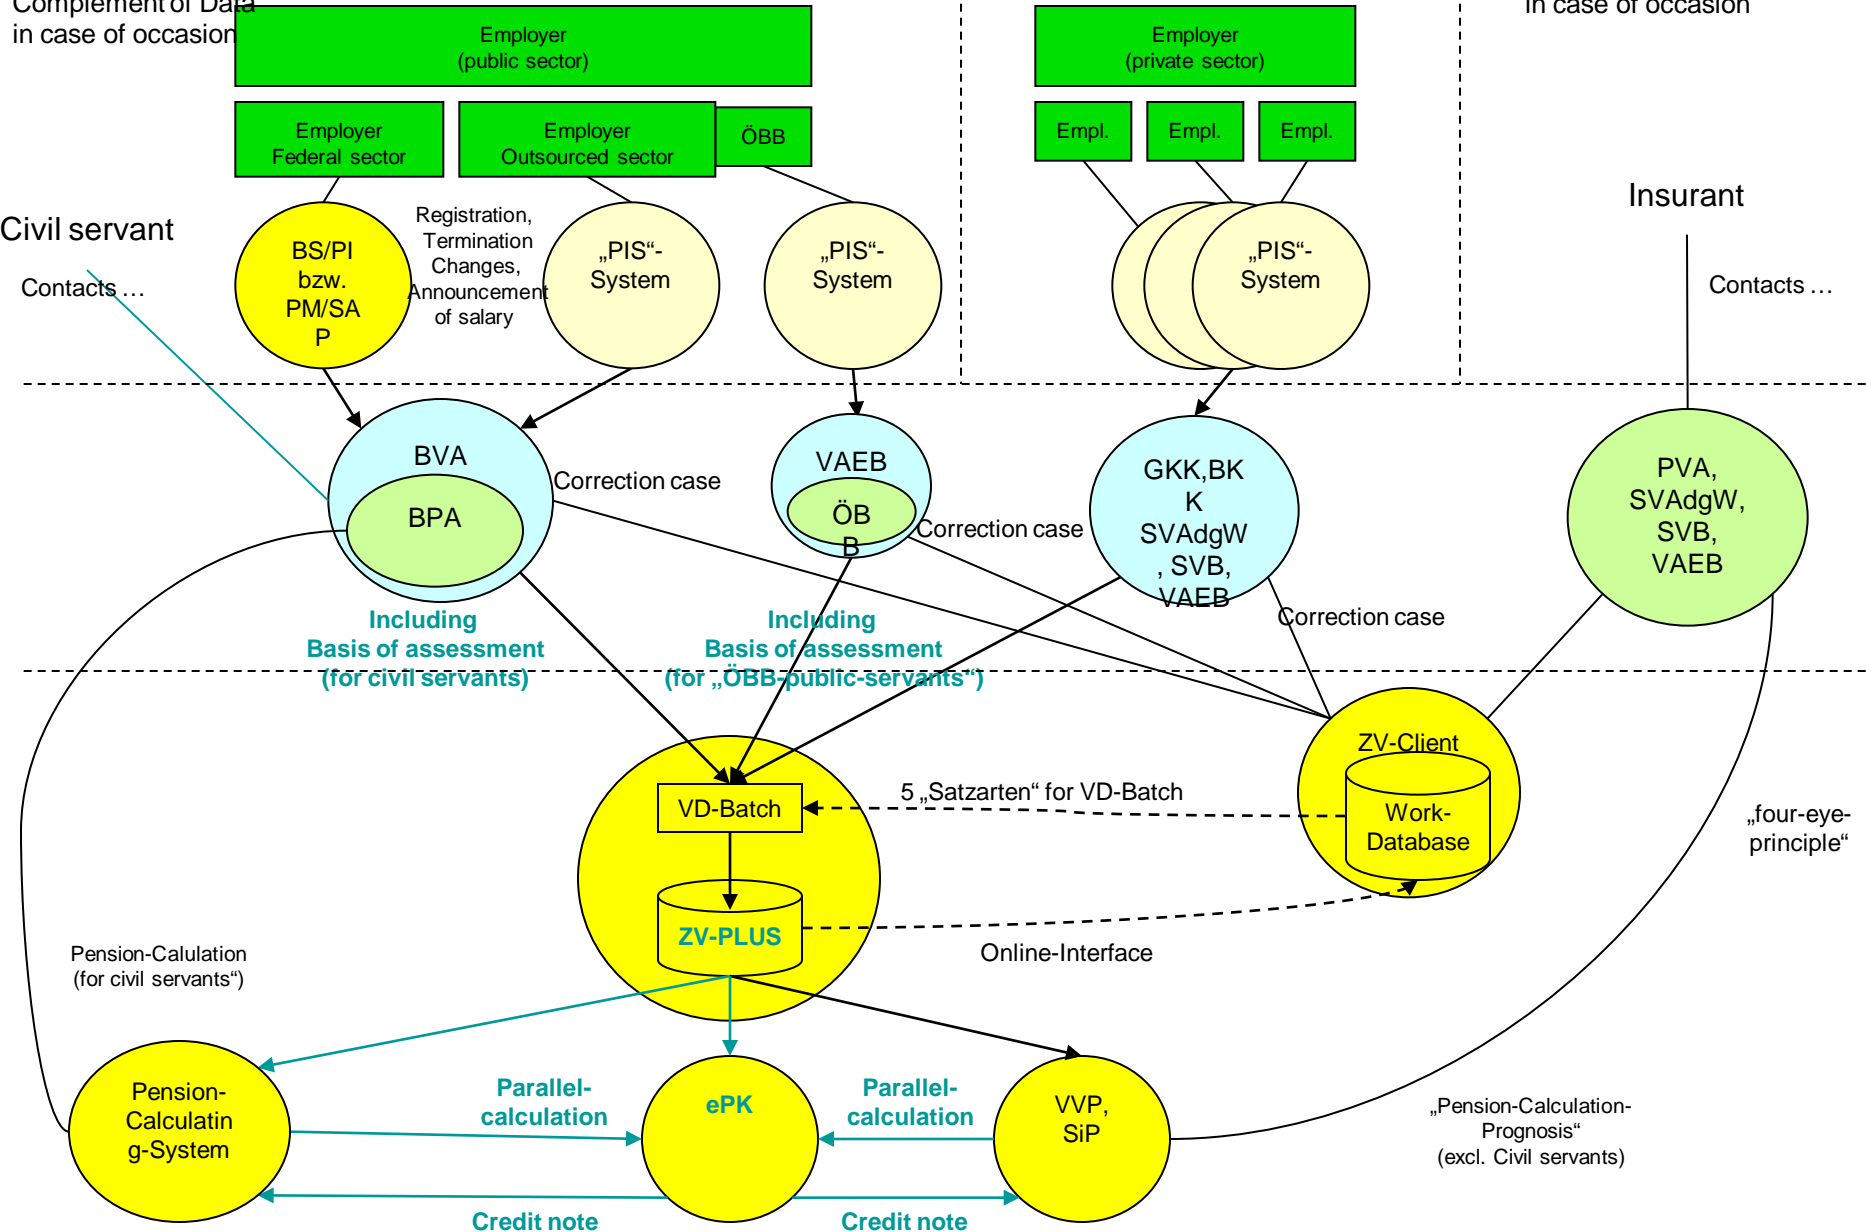 Complement of Data
in case of occasion
in case of occasion
Employer
(public sector)
Employer
(private sector)
Employer
Federal sector
Employer
Outsourced sector
ÖBB
Empl.
Empl.
Empl.
Civil servant
Contacts …
Insurant
Contacts …
BS/PI
bzw.
PM/SA
P
Registration,
Termination
Changes,
Announcement
of salary
„PIS“-
System
„PIS“-
System
„PIS“-
System
BVA
BPA
Correction case
VAEB
ÖB
B
Correction case
GKK,BK
K
SVAdgW
, SVB,
VAEB
Correction case
PVA,
SVAdgW,
SVB,
VAEB
Including
Basis of assessment
(for civil servants)
Including
Basis of assessment
(for „ÖBB-public-servants“)
VD-Batch
5 „Satzarten“ for VD-Batch
ZV-Client
Work-
Database
„four-eye-
principle“
ZV-PLUS
Online-Interface
Pension-Calulation
(for civil servants“)
Pension-
Calculatin
g-System
Parallel-
calculation
ePK
Parallel-
calculation
VVP,
SiP
„Pension-Calculation-
Prognosis“
(excl. Civil servants)
Credit note
Credit note